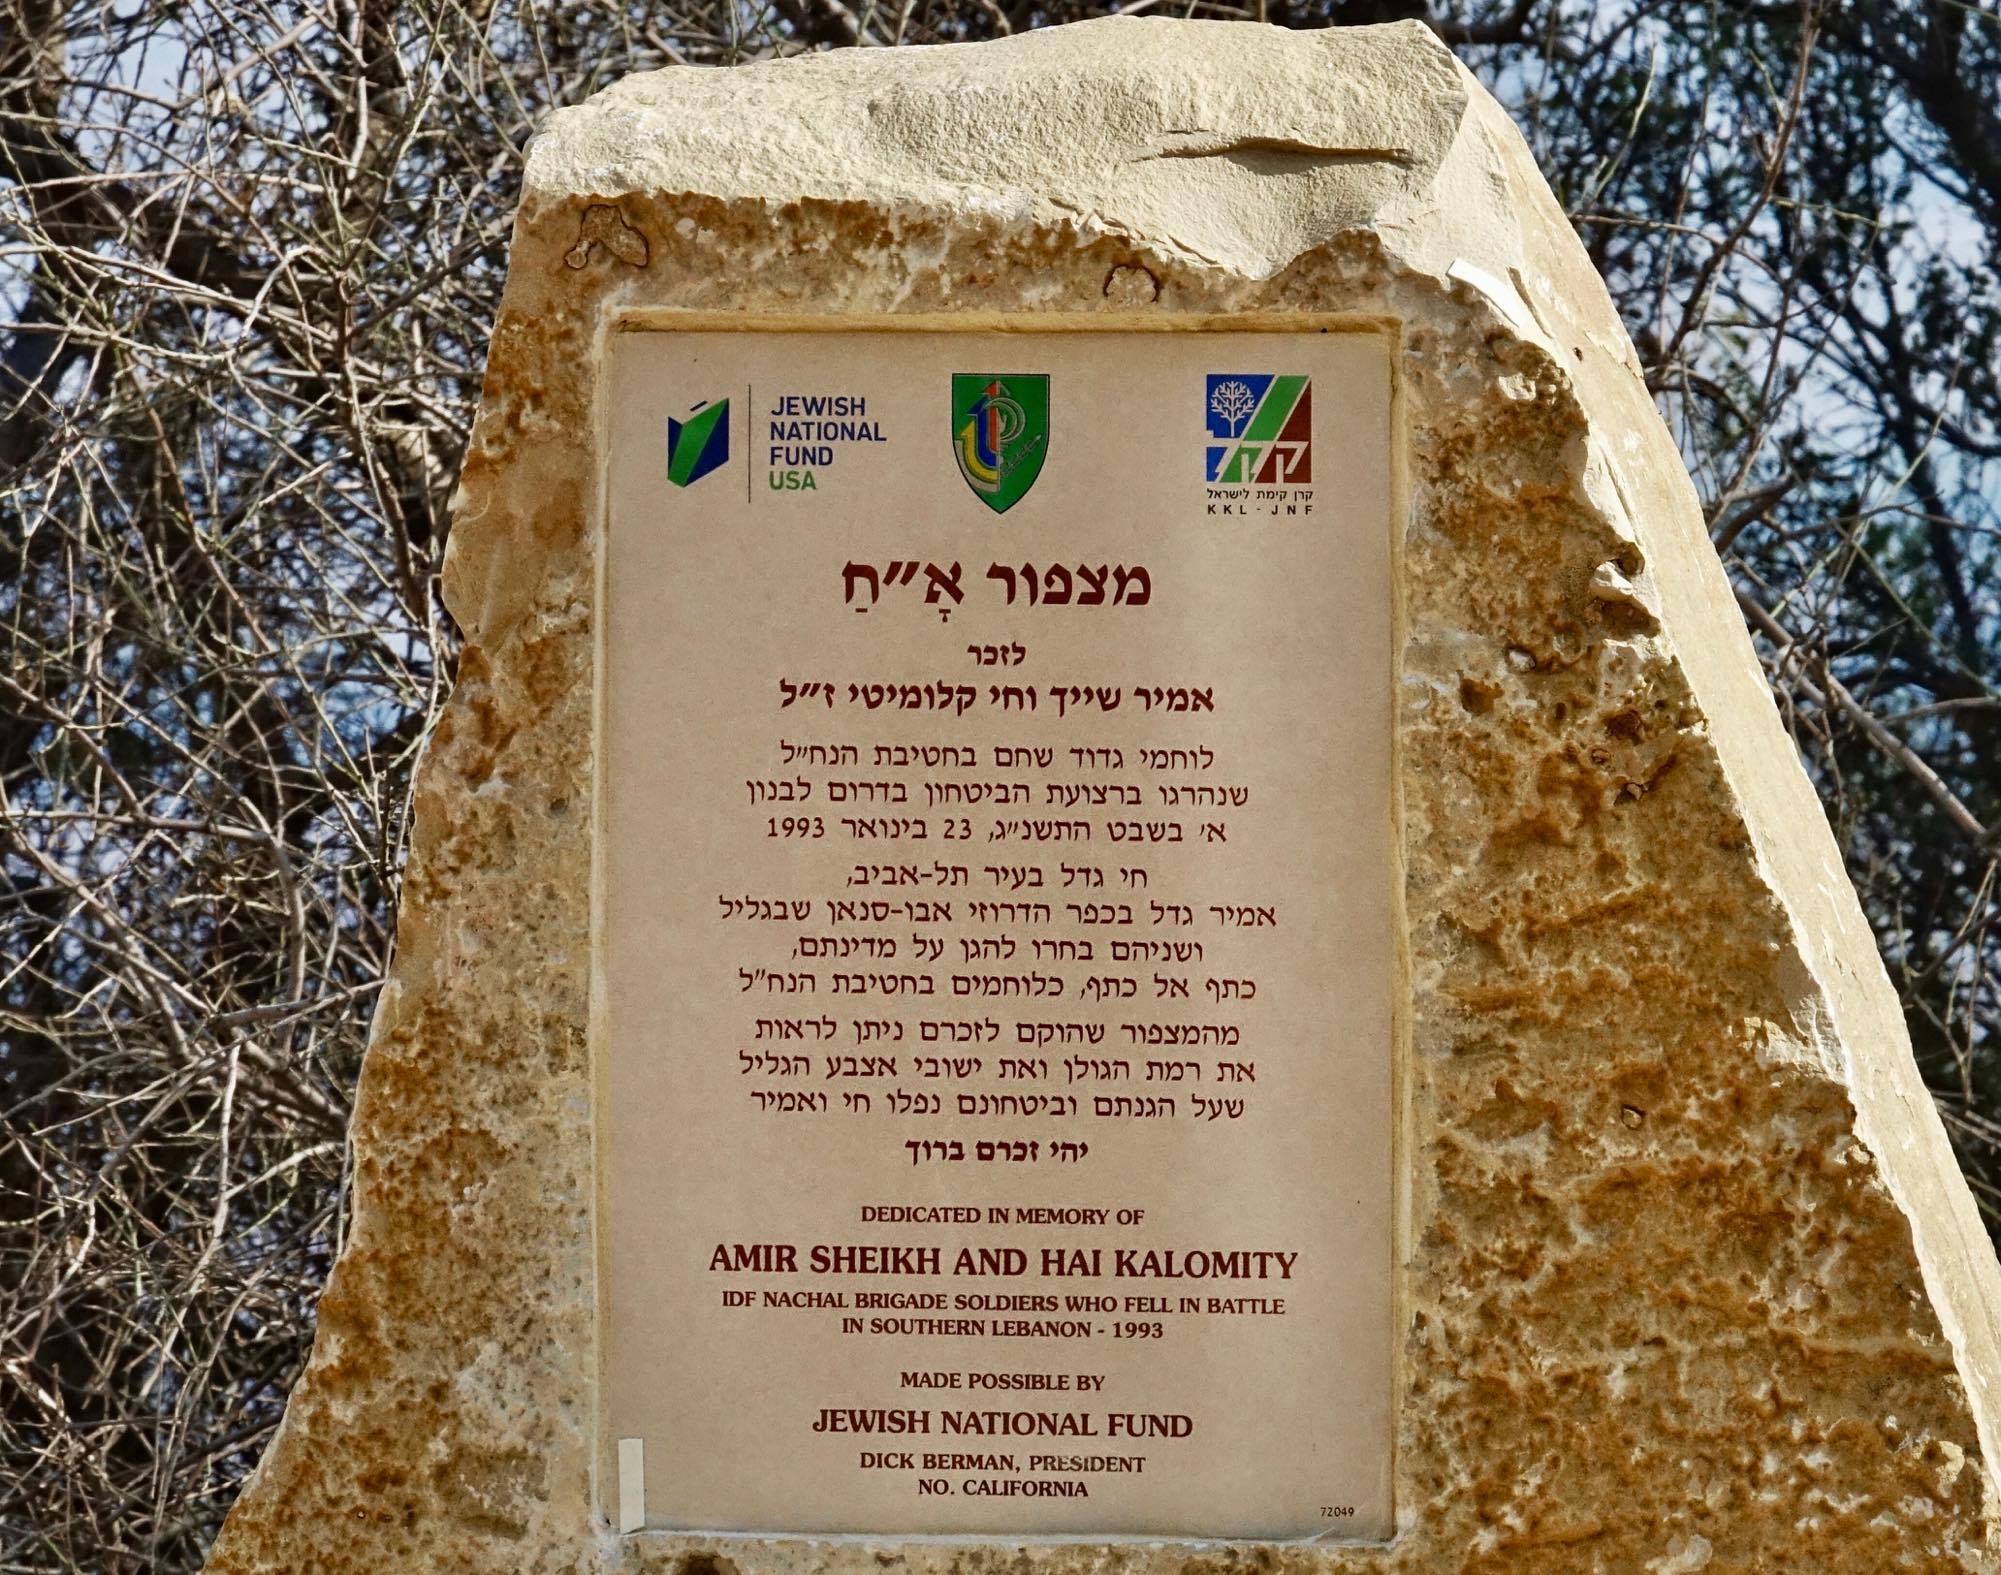 JEWISH
NATIONAL
FUND
USA
קקל
קרן קימת לישראל
KKL - JNF
מצפור אָ״חַ
לזכר
אמיר שייך וחי קלומיטי ז״ל
לוחמי גדוד שחם בחטיבת הנח״ל
שנהרגו ברצועת הביטחון בדרום לבנון
א׳ בשבט התשנ״ג, 23 בינואר 1993
חי גדל בעיר תל-אביב,
אמיר גדל בכפר הדרוזי אבו-סנאן שבגליל
ושניהם בחרו להגן על מדינתם,
כתף אל כתף, כלוחמים בחטיבת הנח״ל
מהמצפור שהוקם לזכרם ניתן לראות
את רמת הגולן ואת ישובי אצבע הגליל
שעל הגנתם וביטחונם נפלו חי ואמיר
יהי זכרם ברוך
DEDICATED IN MEMORY OF
AMIR SHEIKH AND HAI KALOMITY
IDF NACHAL BRIGADE SOLDIERS WHO FELL IN BATTLE
IN SOUTHERN LEBANON - 1993
MADE POSSIBLE BY
JEWISH NATIONAL FUND
DICK BERMAN, PRESIDENT
NO. CALIFORNIA
72049